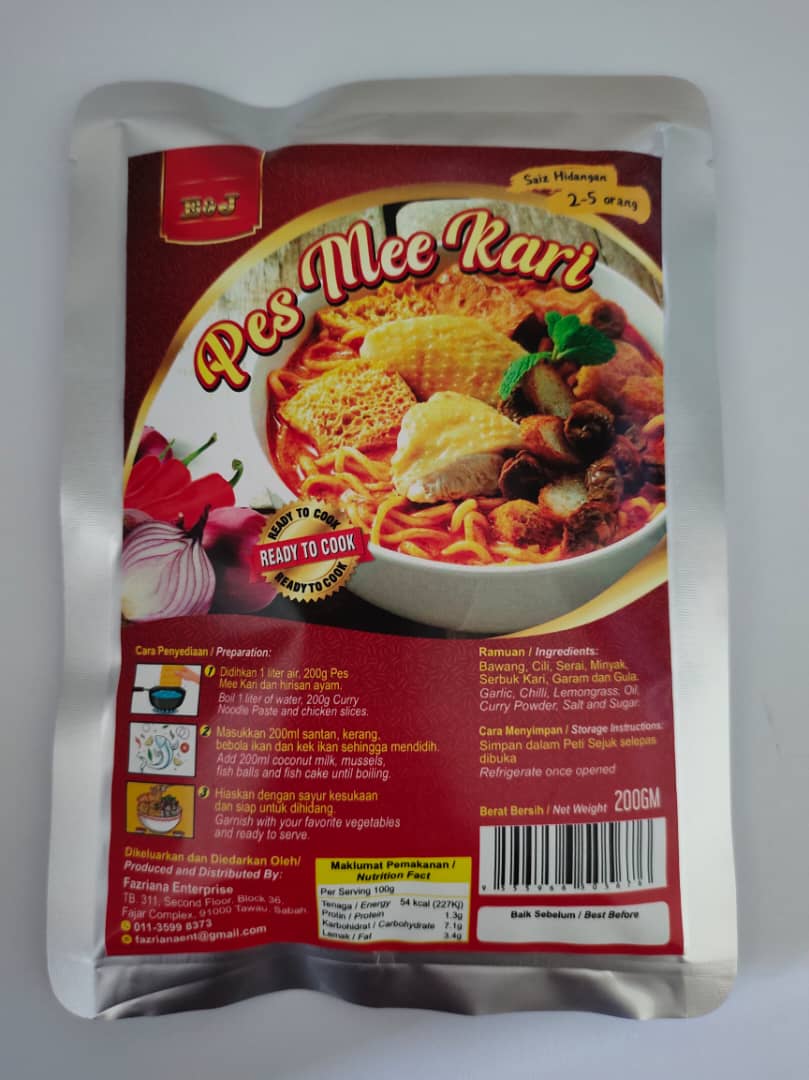 Saiz Hidangan
2-5 orang
Pes Mee Kari
READY TO COOK
READY TO COOK
READY TO COOK
Cara Penyediaan / Preparation:
1 Didihkan 1 liter air, 200g Pes
Mee Kari dan hirisan ayam.
Boil 1 liter of water, 200g Curry
Noodle Paste and chicken slices.
2 Masukkan 200ml santan, kerang,
bebola ikan dan kek ikan sehingga mendidih.
Add 200ml coconut milk, mussels,
fish balls and fish cake until boiling.
3 Hiaskan dengan sayur kesukaan
dan siap untuk dihidang.
Garnish with your favorite vegetables
and ready to serve.
Dikeluarkan dan Diedarkan Oleh/
Produced and Distributed By:
Fazriana Enterprise
TB. 311, Second Floor, Block 36,
Fajar Complex, 91000 Tawau, Sabah.
011-3599 8373
fazrianaent@gmail.com
Maklumat Pemakanan /
Nutrition Fact
Per Serving 100g
Tenaga / Energy 54 kcal (227Kj)
Protin / Protein 1.3g
Karbohidrat / Carbohydrate 7.1g
Lemak / Fat 3.4g
Ramuan / Ingredients:
Bawang, Cili, Serai, Minyak,
Serbuk Kari, Garam dan Gula.
Garlic, Chilli, Lemongrass, Oil,
Curry Powder, Salt and Sugar.
Cara Menyimpan / Storage Instructions:
Simpan dalam Peti Sejuk selepas
dibuka
Refrigerate once opened
Berat Bersih / Net Weight 200GM
Baik Sebelum / Best Before